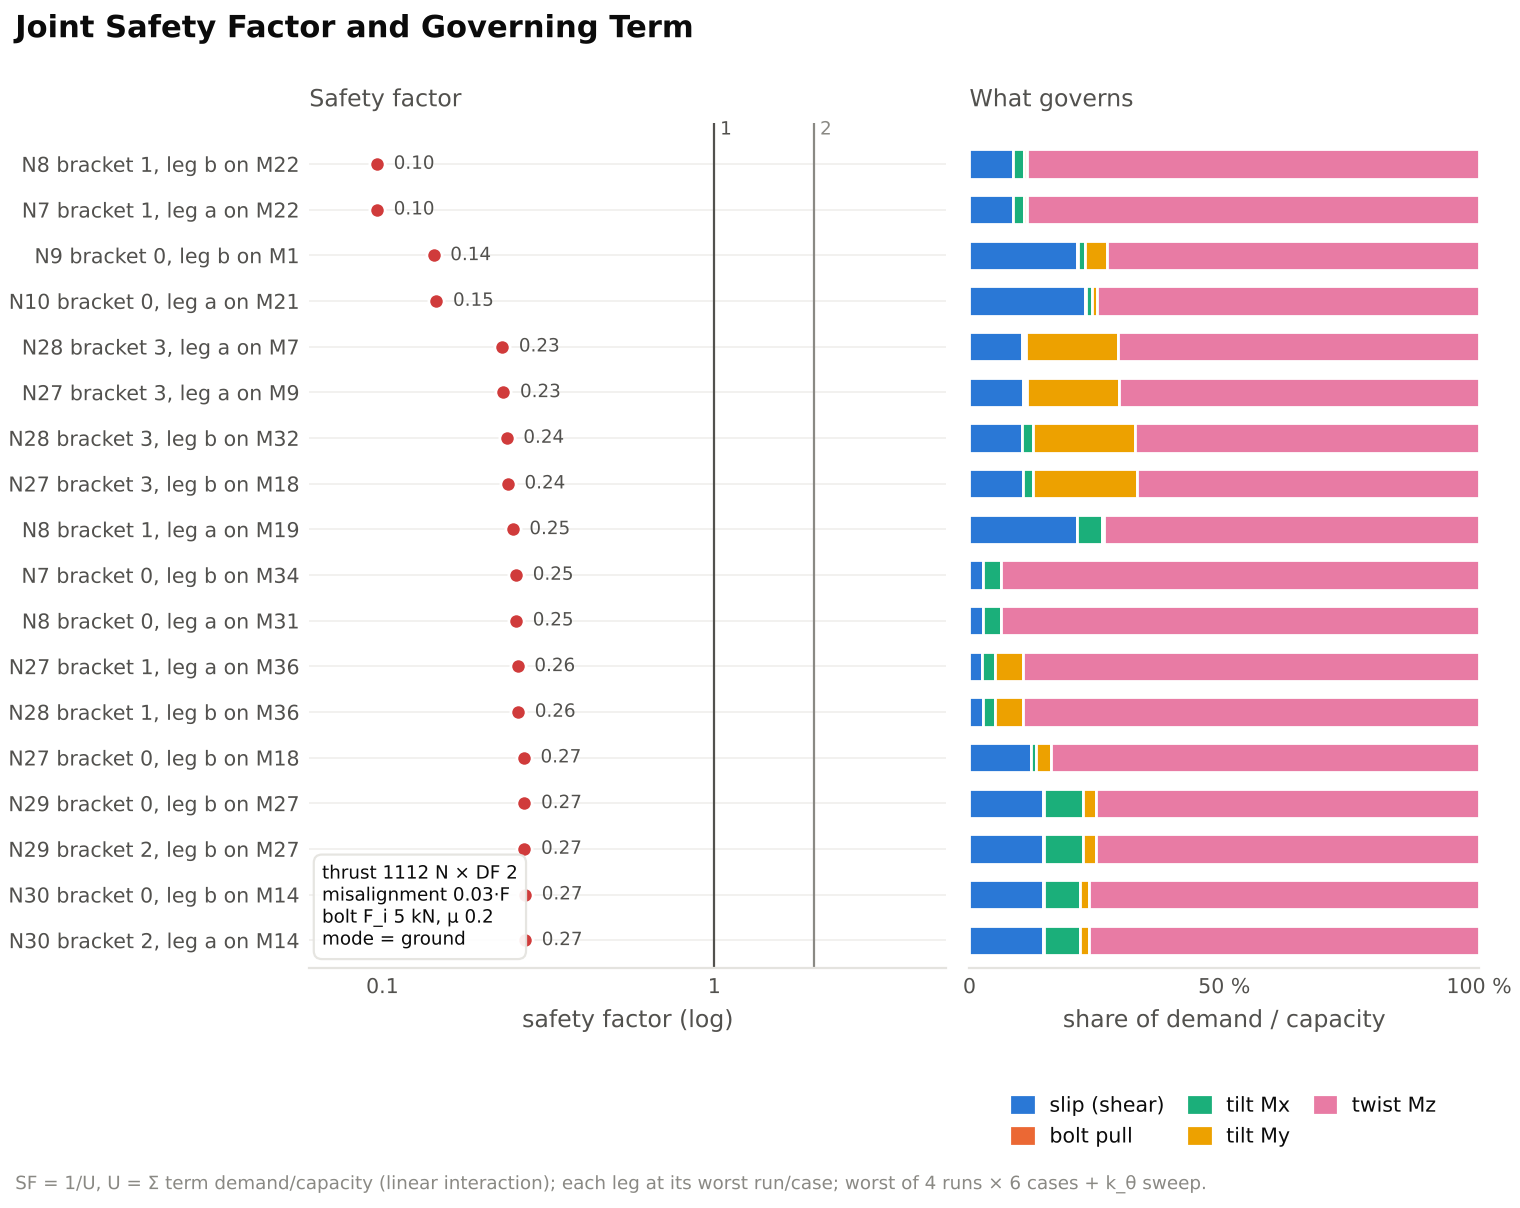 Joint Safety Factor and Governing Term
Safety factor
What governs
1
2
N8 bracket 1, leg b on M22
0.10
N7 bracket 1, leg a on M22
0.10
N9 bracket 0, leg b on M1
0.14
N10 bracket 0, leg a on M21
0.15
N28 bracket 3, leg a on M7
0.23
N27 bracket 3, leg a on M9
0.23
N28 bracket 3, leg b on M32
0.24
N27 bracket 3, leg b on M18
0.24
N8 bracket 1, leg a on M19
0.25
N7 bracket 0, leg b on M34
0.25
N8 bracket 0, leg a on M31
0.25
N27 bracket 1, leg a on M36
0.26
N28 bracket 1, leg b on M36
0.26
N27 bracket 0, leg b on M18
0.27
N29 bracket 0, leg b on M27
0.27
N29 bracket 2, leg b on M27
0.27
N30 bracket 0, leg b on M14
0.27
N30 bracket 2, leg a on M14
0.27
thrust 1112 N × DF 2
misalignment 0.03·F
bolt F_i 5 kN, μ 0.2
mode = ground
0.1
1
safety factor (log)
0
50 %
100 %
share of demand / capacity
slip (shear)
tilt Mx
twist Mz
bolt pull
tilt My
SF = 1/U, U = Σ term demand/capacity (linear interaction); each leg at its worst run/case; worst of 4 runs × 6 cases + k_θ sweep.